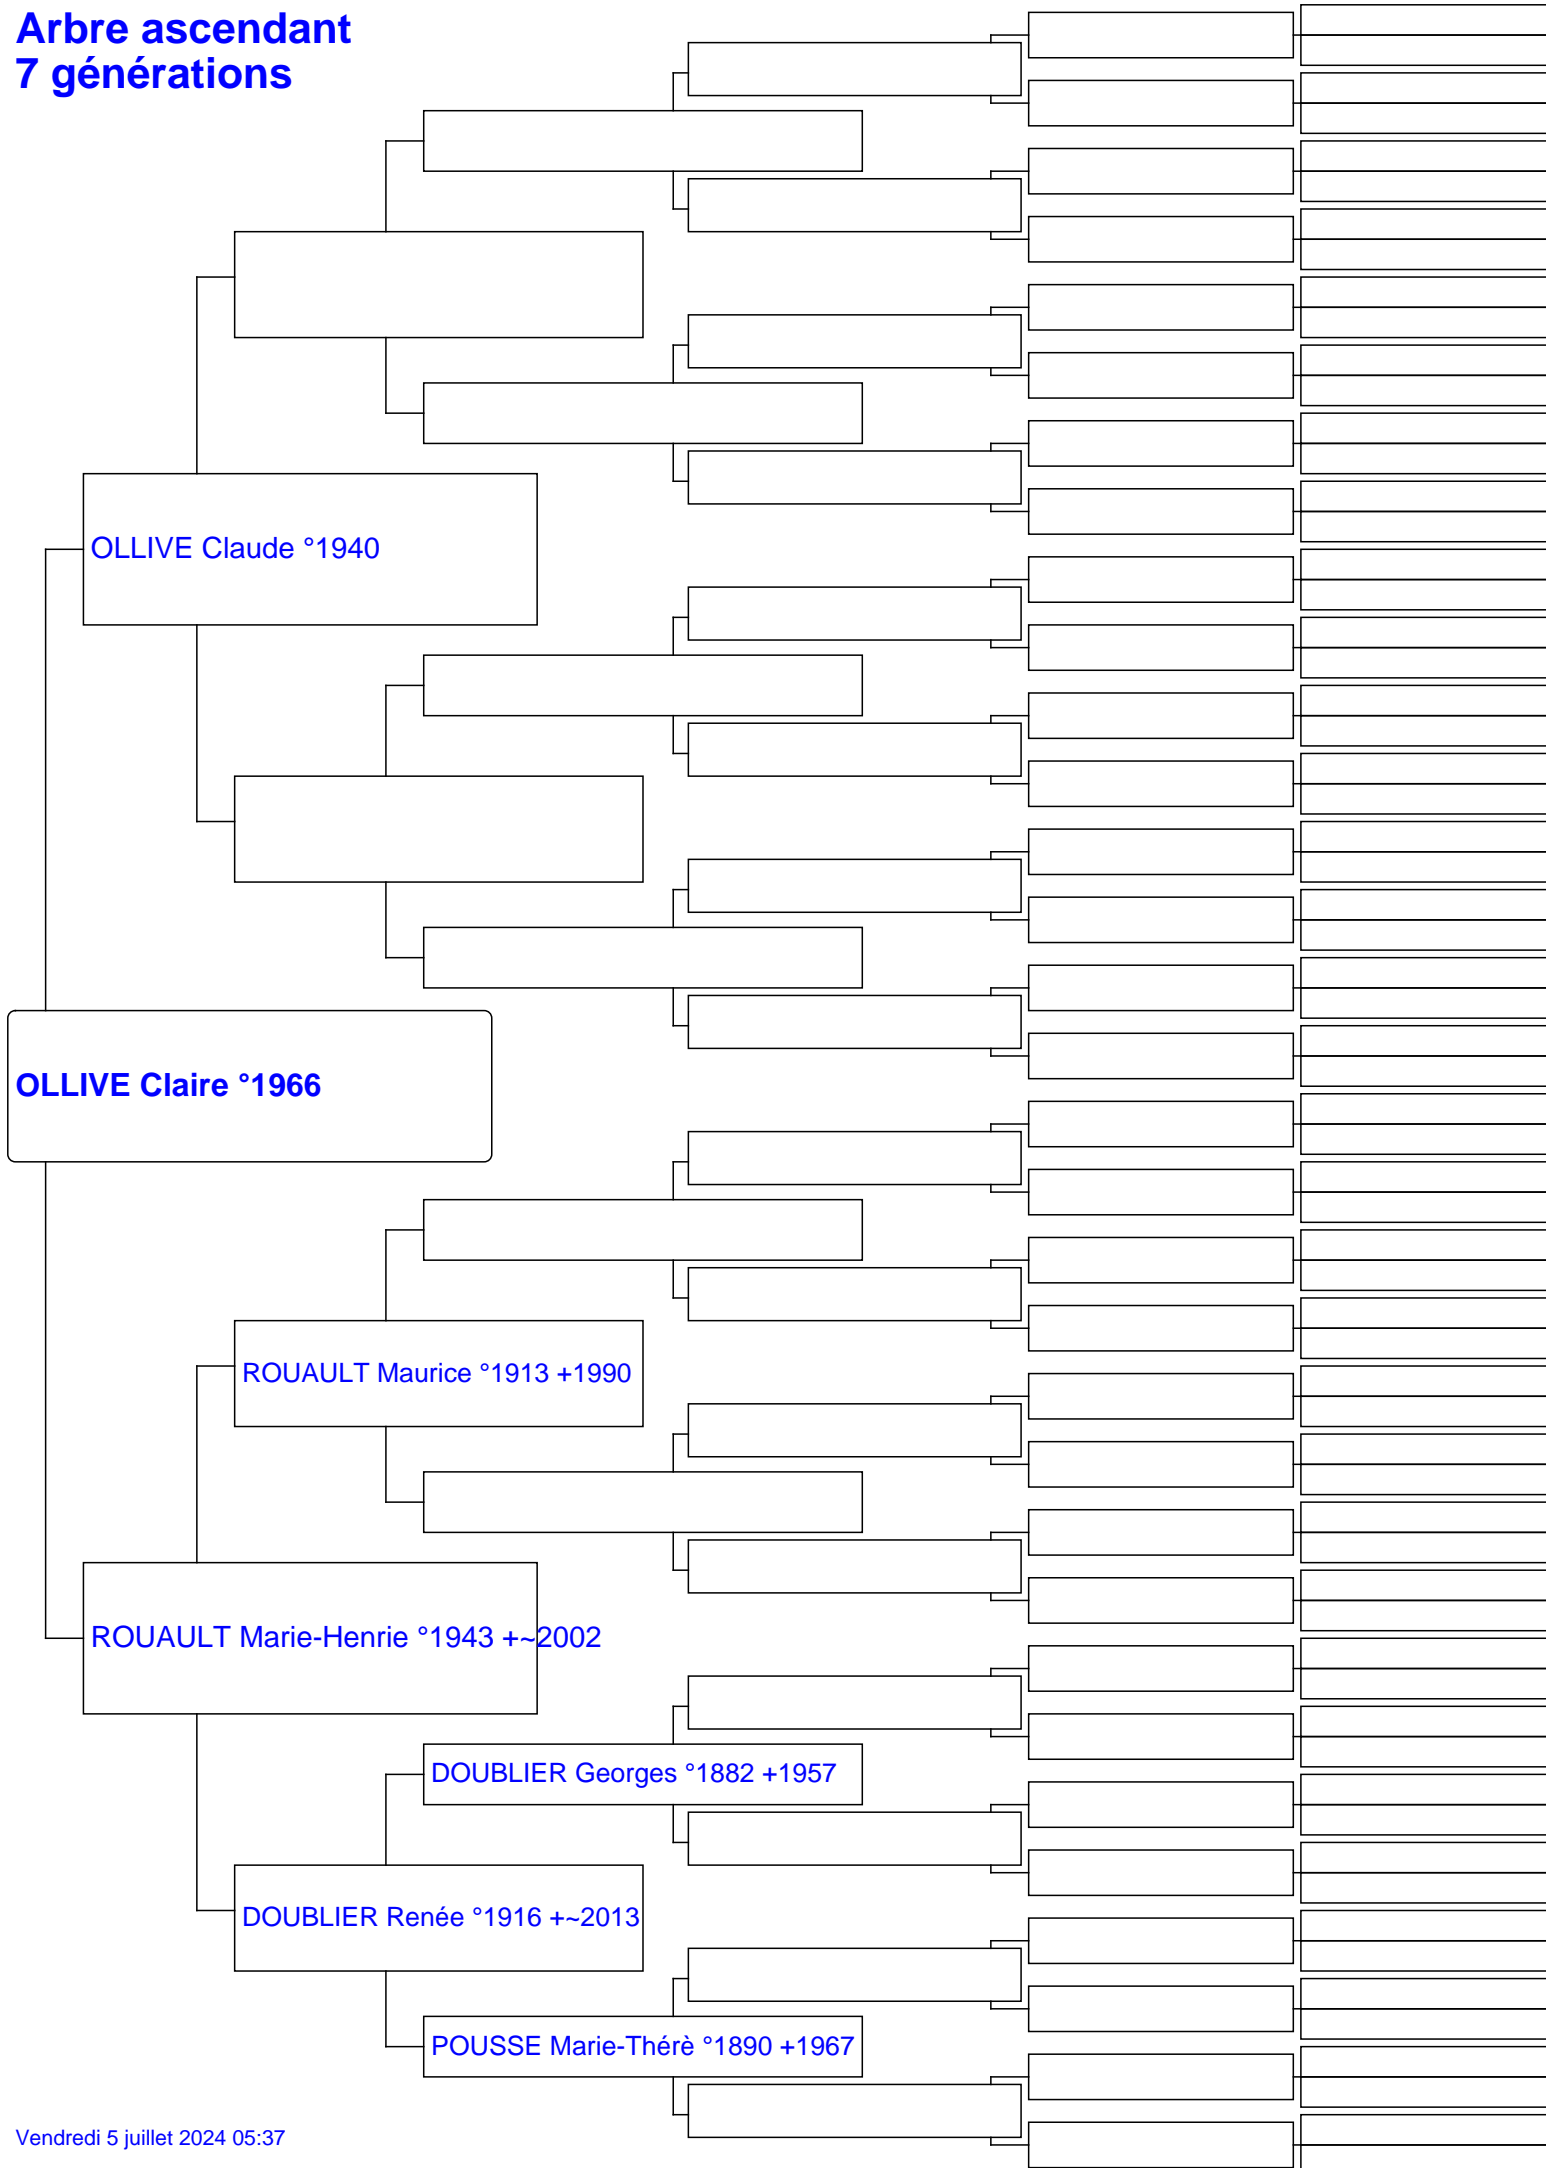 Arbre ascendant
7 générations
OLLIVE Claude °1940
OLLIVE Claire °1966
ROUAULT Maurice °1913 +1990
ROUAULT Marie-Henrie °1943 +~2002
DOUBLIER Georges °1882 +1957
DOUBLIER Renée °1916 +~2013
POUSSE Marie-Thérè °1890 +1967
Vendredi 5 juillet 2024 05:37